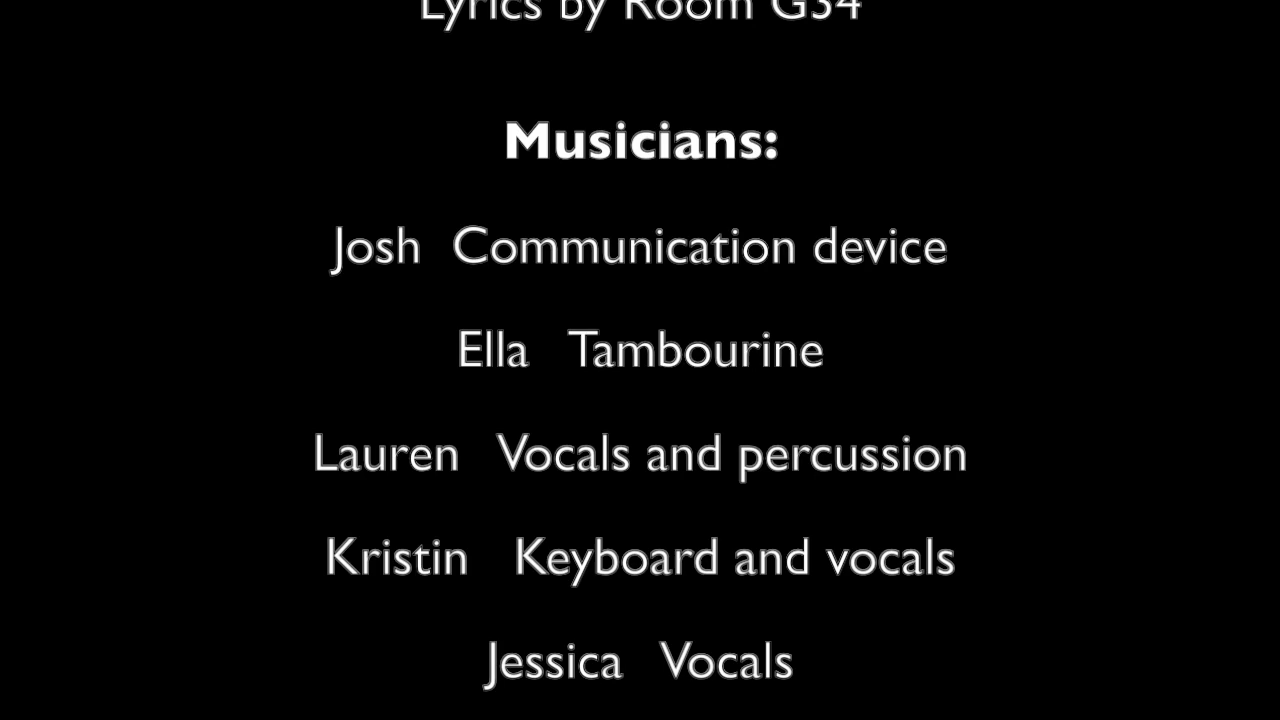 Lyrics by Room G34
Musicians:
Josh Communication device
Ella Tambourine
Lauren Vocals and percussion
Kristin Keyboard and vocals
Jessica Vocals